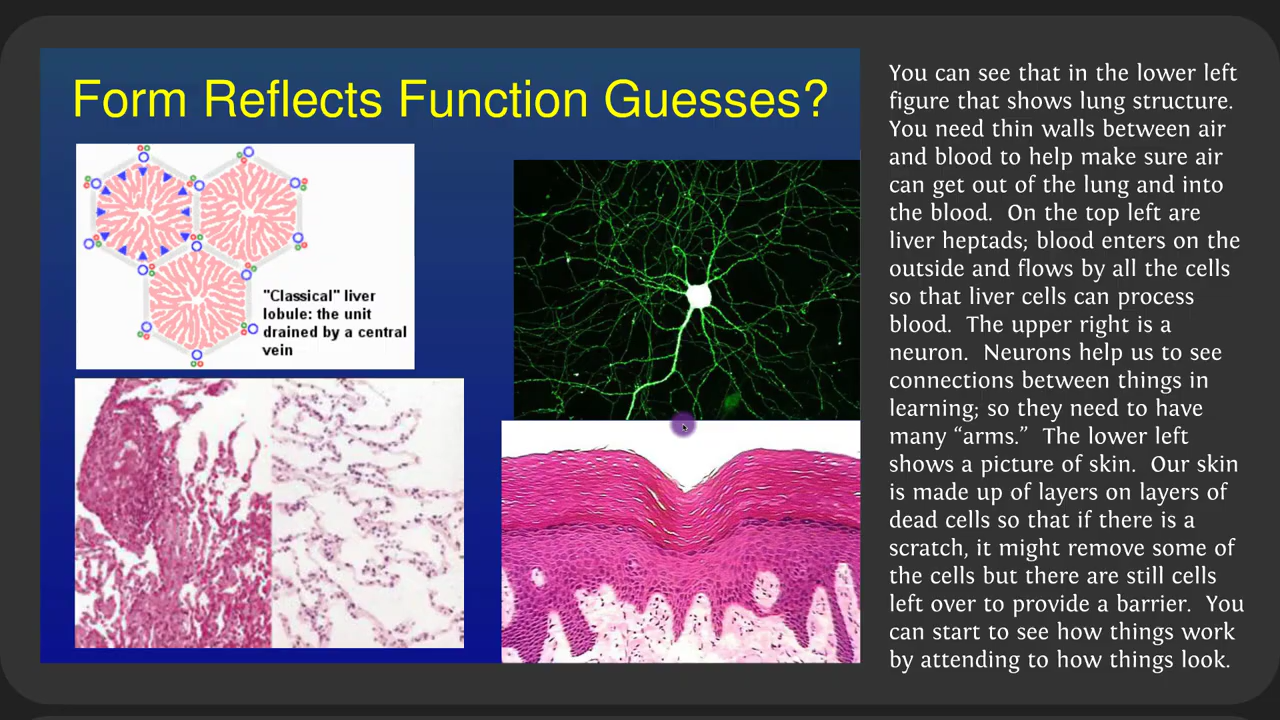 Form Reflects Function Guesses?
"Classical" liver
lobule: the unit
drained by a central
vein
You can see that in the lower left
figure that shows lung structure.
You need thin walls between air
and blood to help make sure air
can get out of the lung and into
the blood.  On the top left are
liver heptads; blood enters on the
outside and flows by all the cells
so that liver cells can process
blood.  The upper right is a
neuron.  Neurons help us to see
connections between things in
learning; so they need to have
many “arms.”  The lower left
shows a picture of skin.  Our skin
is made up of layers on layers of
dead cells so that if there is a
scratch, it might remove some of
the cells but there are still cells
left over to provide a barrier.  You
can start to see how things work
by attending to how things look.